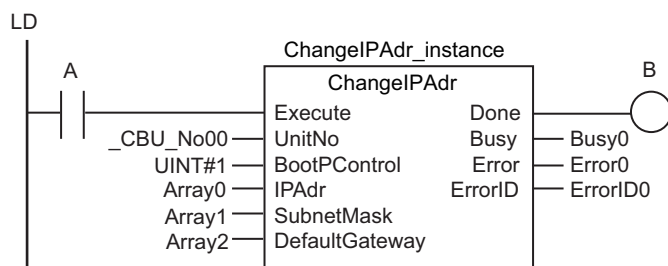 LD
ChangeIPAdr_instance
A
ChangeIPAdr
B
Execute Done
_CBU_No00 UnitNo Busy Busy0
UINT#1 BootPControl Error Error0
Array0 IPAdr ErrorID ErrorID0
Array1 SubnetMask
Array2 DefaultGateway